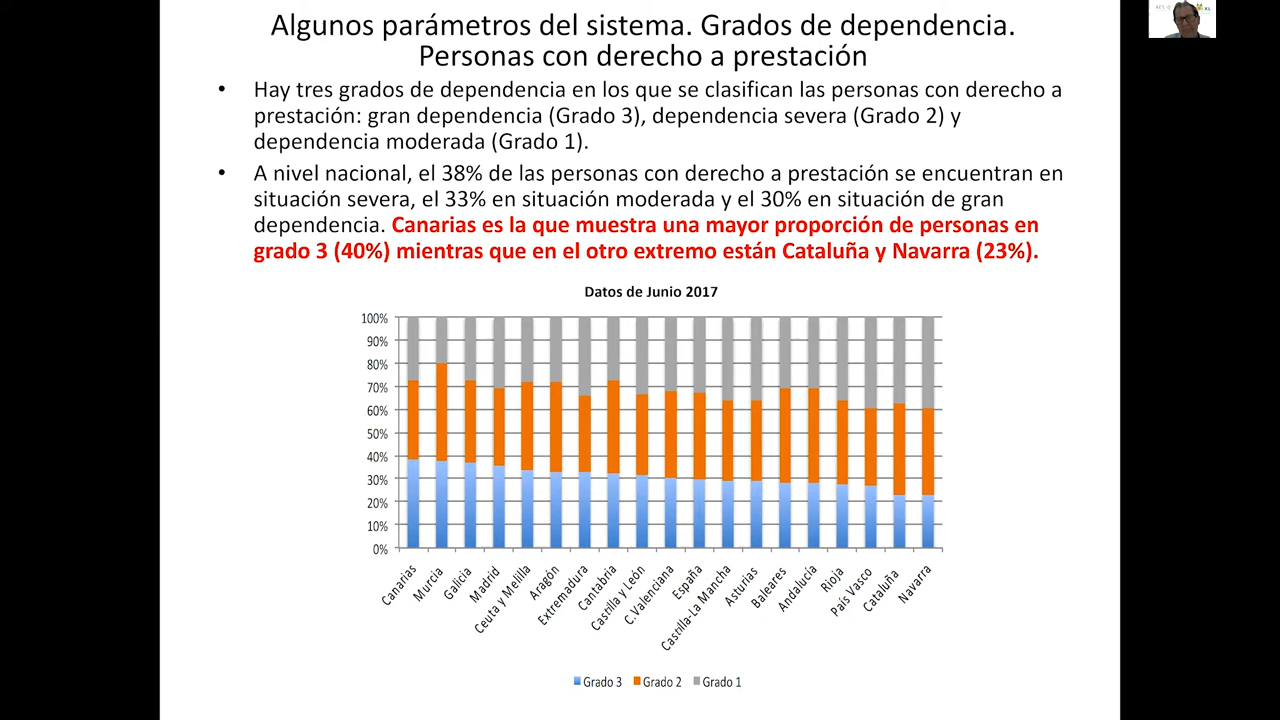 Algunos parámetros del sistema. Grados de dependencia.
Personas con derecho a prestación
• Hay tres grados de dependencia en los que se clasifican las personas con derecho a
prestación: gran dependencia (Grado 3), dependencia severa (Grado 2) y
dependencia moderada (Grado 1).
• A nivel nacional, el 38% de las personas con derecho a prestación se encuentran en
situación severa, el 33% en situación moderada y el 30% en situación de gran
dependencia. Canarias es la que muestra una mayor proporción de personas en
grado 3 (40%) mientras que en el otro extremo están Cataluña y Navarra (23%).
Datos de Junio 2017
100%
90%
80%
70%
60%
50%
40%
30%
20%
10%
0%
Canarias
Murcia
Galicia
Madrid
Ceuta y Melilla
Aragón
Extremadura
Cantabria
Castilla y León
C.Valenciana
España
Castilla-La Mancha
Asturias
Baleares
Andalucía
Rioja
País Vasco
Cataluña
Navarra
Grado 3 Grado 2 Grado 1